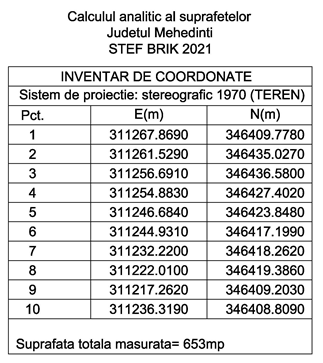 Calculul analitic al suprafetelor
Judetul Mehedinti
STEF BRIK 2021
INVENTAR DE COORDONATE
Sistem de proiectie: stereografic 1970 (TEREN)
Pct. E(m) N(m)
1 311267.8690 346409.7780
2 311261.5290 346435.0270
3 311256.6910 346436.5800
4 311254.8830 346427.4020
5 311246.6840 346423.8480
6 311244.9310 346417.1990
7 311232.2200 346418.2620
8 311222.0100 346419.3860
9 311217.2620 346409.2030
10 311236.3190 346408.8090
Suprafata totala masurata= 653mp